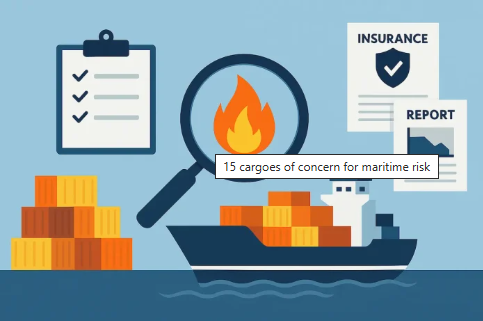 INSURANCE
REPORT
15 cargoes of concern for maritime risk